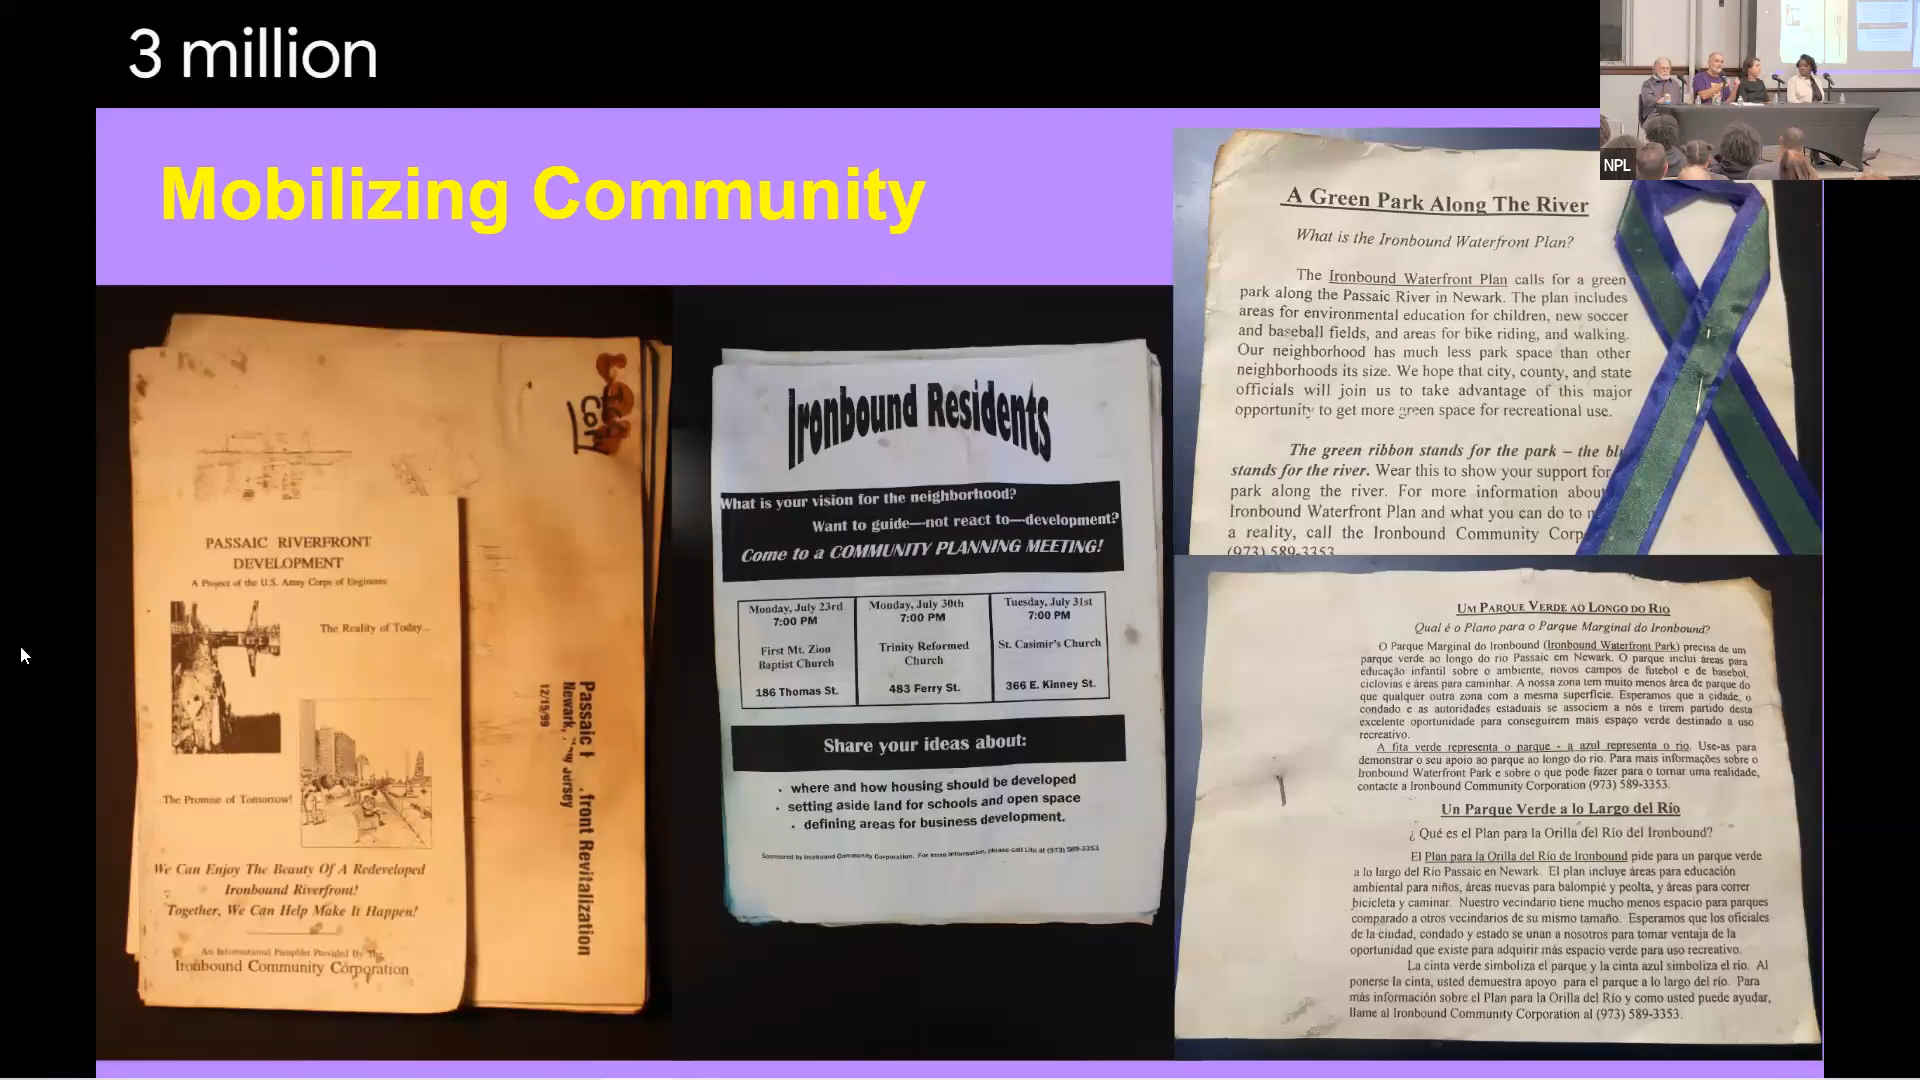 3 million
NPL
Mobilizing Community
COPY
PASSAIC RIVERFRONT
DEVELOPMENT
A Project of the U.S. Army Corps of Engineers
The Reality of Today...
...The Promise of Tomorrow!
We Can Enjoy The Beauty Of A Redeveloped
Ironbound Riverfront!
Together, We Can Help Make It Happen!
An Informational Pamphlet Provided By The
Ironbound Community Corporation
Passaic front Revitalization
Newark, Jersey
12/15/99
Ironbound Residents
What is your vision for the neighborhood?
Want to guide—not react to—development?
Come to a COMMUNITY PLANNING MEETING!
Monday, July 23rd
7:00 PM
First Mt. Zion
Baptist Church
186 Thomas St.
Monday, July 30th
7:00 PM
Trinity Reformed
Church
483 Ferry St.
Tuesday, July 31st
7:00 PM
St. Casimir's Church
366 E. Kinney St.
Share your ideas about:
• where and how housing should be developed
• setting aside land for schools and open space
• defining areas for business development.
Sponsored by Ironbound Community Corporation. For more information, please call Lito at (973) 589-3353.
A Green Park Along The River
What is the Ironbound Waterfront Plan?
The Ironbound Waterfront Plan calls for a green
park along the Passaic River in Newark. The plan includes
areas for environmental education for children, new soccer
and baseball fields, and areas for bike riding, and walking.
Our neighborhood has much less park space than other
neighborhoods its size. We hope that city, county, and state
officials will join us to take advantage of this major
opportunity to get more green space for recreational use.
The green ribbon stands for the park – the bl
stands for the river. Wear this to show your support for
park along the river. For more information about
Ironbound Waterfront Plan and what you can do to
a reality, call the Ironbound Community Corp
(973) 589-3353
UM PARQUE VERDE AO LONGO DO RIO
Qual é o Plano para o Parque Marginal do Ironbound?
O Parque Marginal do Ironbound (Ironbound Waterfront Park) precisa de um
parque verde ao longo do rio Passaic em Newark. O parque inclui áreas para
educação infantil sobre o ambiente, novos campos de futebol e de basebol,
ciclovias e áreas para caminhar. A nossa zona tem muito menos área de parque do
que qualquer outra zona com a mesma superfície. Esperamos que a cidade, o
condado e as autoridades estaduais se associem a nós e tirem partido desta
excelente oportunidade para conseguirem mais espaço verde destinado a uso
recreativo.
A fita verde representa o parque - a azul representa o rio. Use-as para
demonstrar o seu apoio ao parque ao longo do rio. Para mais informações sobre o
Ironbound Waterfront Park e sobre o que pode fazer para o tornar uma realidade,
contacte a Ironbound Community Corporation (973) 589-3353.
Un Parque Verde a lo Largo del Río
¿ Qué es el Plan para la Orilla del Río del Ironbound?
El Plan para la Orilla del Río de Ironbound pide para un parque verde
a lo largo del Río Passaic en Newark. El plan incluye áreas para educación
ambiental para niños, áreas nuevas para balompié y peolta, y áreas para correr
bicicleta y caminar. Nuestro vecindario tiene mucho menos espacio para parques
comparado a otros vecindarios de su mismo tamaño. Esperamos que los oficiales
de la ciudad, condado y estado se unan a nosotros para tomar ventaja de la
oportunidad que existe para adquirir más espacio verde para uso recreativo.
La cinta verde simboliza el parque y la cinta azul simboliza el río. Al
ponerse la cinta, usted demuestra apoyo para el parque a lo largo del río. Para
más información sobre el Plan para la Orilla del Río y como usted puede ayudar,
llame al Ironbound Community Corporation al (973) 589-3353.